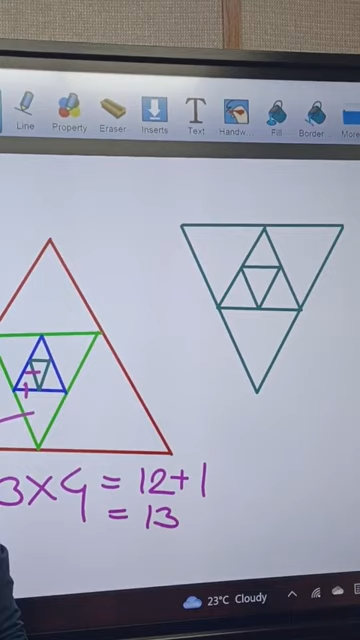 Line Property Eraser Inserts Text Handw... Fill Border... More
3×4 = 12+1
= 13
23°C Cloudy